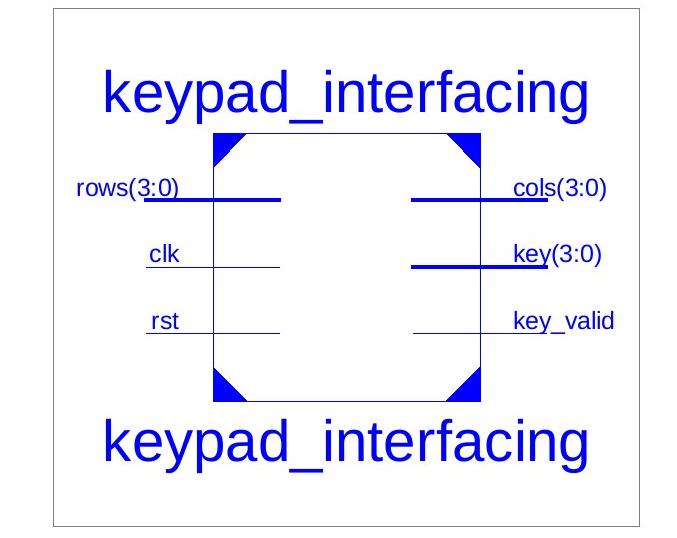 keypad_interfacing
rows(3:0)
cols(3:0)
clk
key(3:0)
rst
key_valid
keypad_interfacing